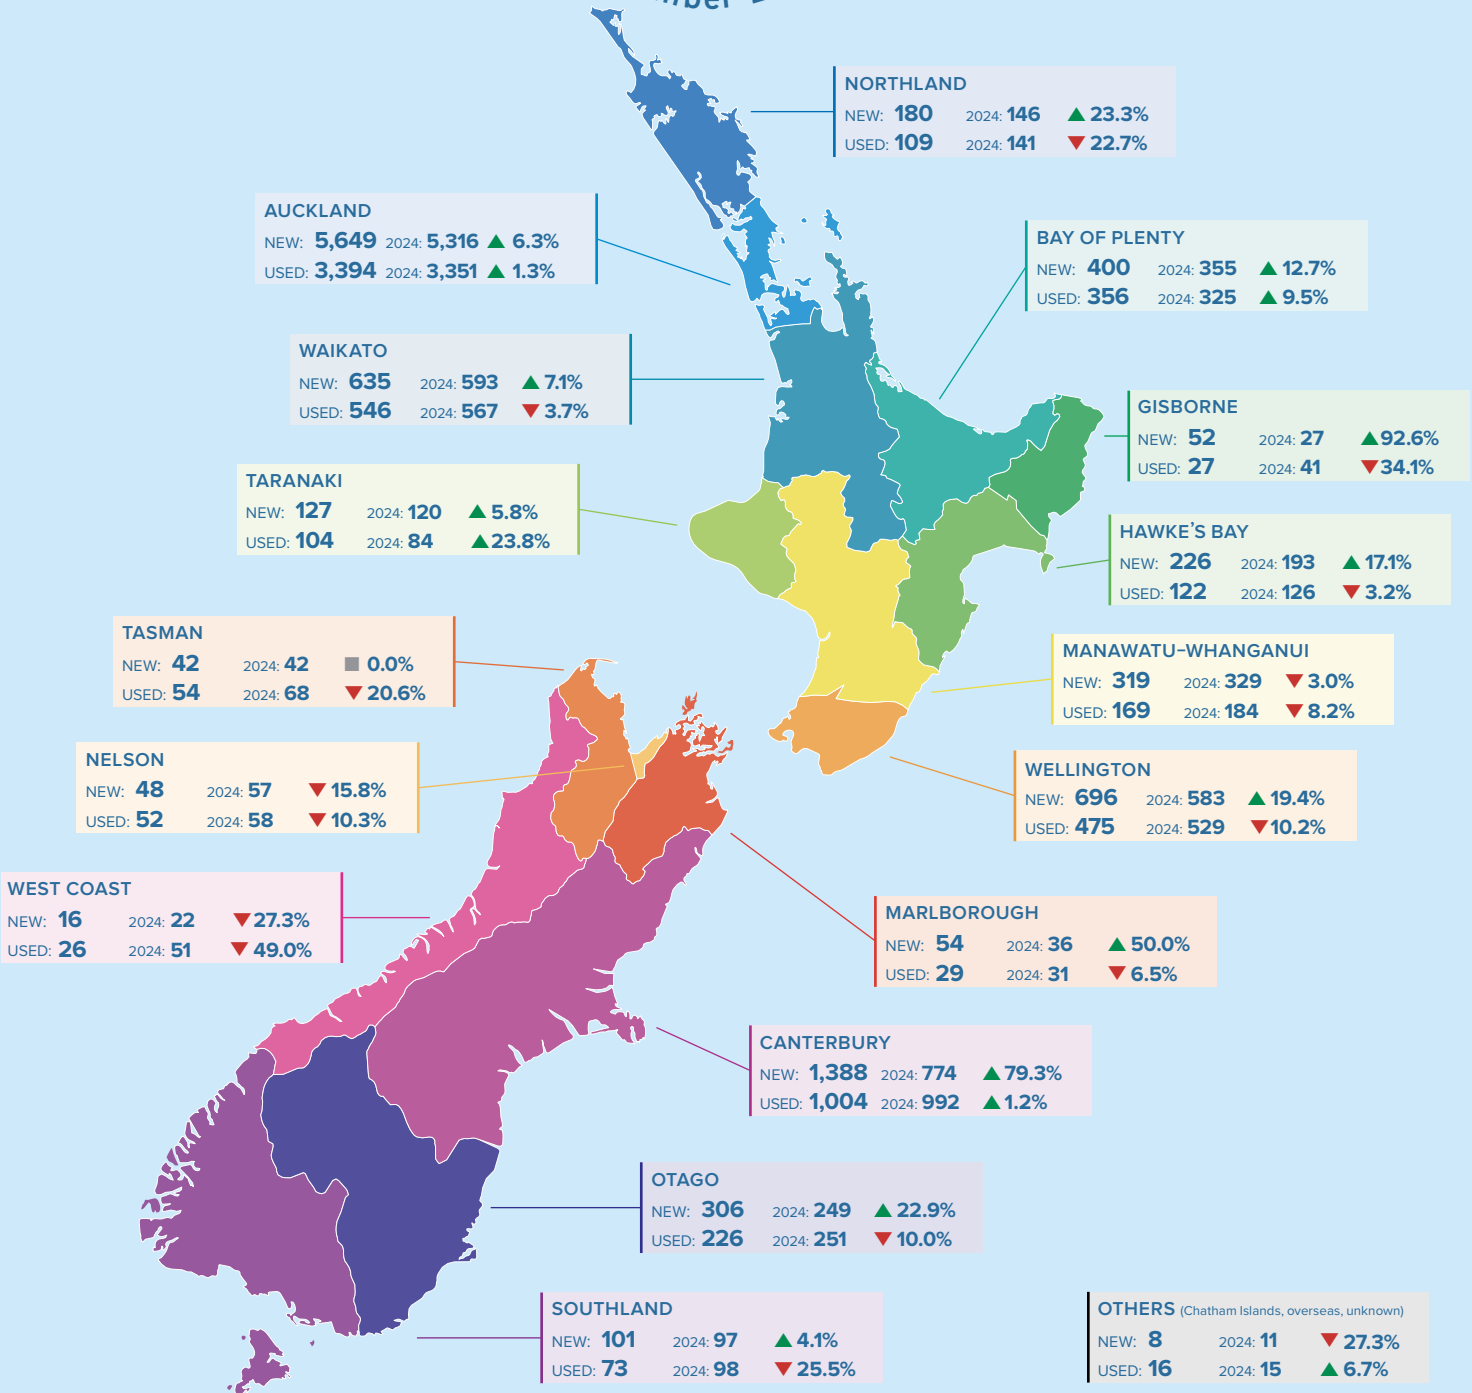 NORTHLAND
NEW: 180 2024: 146 ▲ 23.3%
USED: 109 2024: 141 ▼ 22.7%
AUCKLAND
NEW: 5,649 2024: 5,316 ▲ 6.3%
USED: 3,394 2024: 3,351 ▲ 1.3%
BAY OF PLENTY
NEW: 400 2024: 355 ▲ 12.7%
USED: 356 2024: 325 ▲ 9.5%
WAIKATO
NEW: 635 2024: 593 ▲ 7.1%
USED: 546 2024: 567 ▼ 3.7%
GISBORNE
NEW: 52 2024: 27 ▲ 92.6%
USED: 27 2024: 41 ▼ 34.1%
TARANAKI
NEW: 127 2024: 120 ▲ 5.8%
USED: 104 2024: 84 ▲ 23.8%
HAWKE'S BAY
NEW: 226 2024: 193 ▲ 17.1%
USED: 122 2024: 126 ▼ 3.2%
TASMAN
NEW: 42 2024: 42 ■ 0.0%
USED: 54 2024: 68 ▼ 20.6%
MANAWATU-WHANGANUI
NEW: 319 2024: 329 ▼ 3.0%
USED: 169 2024: 184 ▼ 8.2%
NELSON
NEW: 48 2024: 57 ▼ 15.8%
USED: 52 2024: 58 ▼ 10.3%
WELLINGTON
NEW: 696 2024: 583 ▲ 19.4%
USED: 475 2024: 529 ▼ 10.2%
WEST COAST
NEW: 16 2024: 22 ▼ 27.3%
USED: 26 2024: 51 ▼ 49.0%
MARLBOROUGH
NEW: 54 2024: 36 ▲ 50.0%
USED: 29 2024: 31 ▼ 6.5%
CANTERBURY
NEW: 1,388 2024: 774 ▲ 79.3%
USED: 1,004 2024: 992 ▲ 1.2%
OTAGO
NEW: 306 2024: 249 ▲ 22.9%
USED: 226 2024: 251 ▼ 10.0%
SOUTHLAND
NEW: 101 2024: 97 ▲ 4.1%
USED: 73 2024: 98 ▼ 25.5%
OTHERS (Chatham Islands, overseas, unknown)
NEW: 8 2024: 11 ▼ 27.3%
USED: 16 2024: 15 ▲ 6.7%